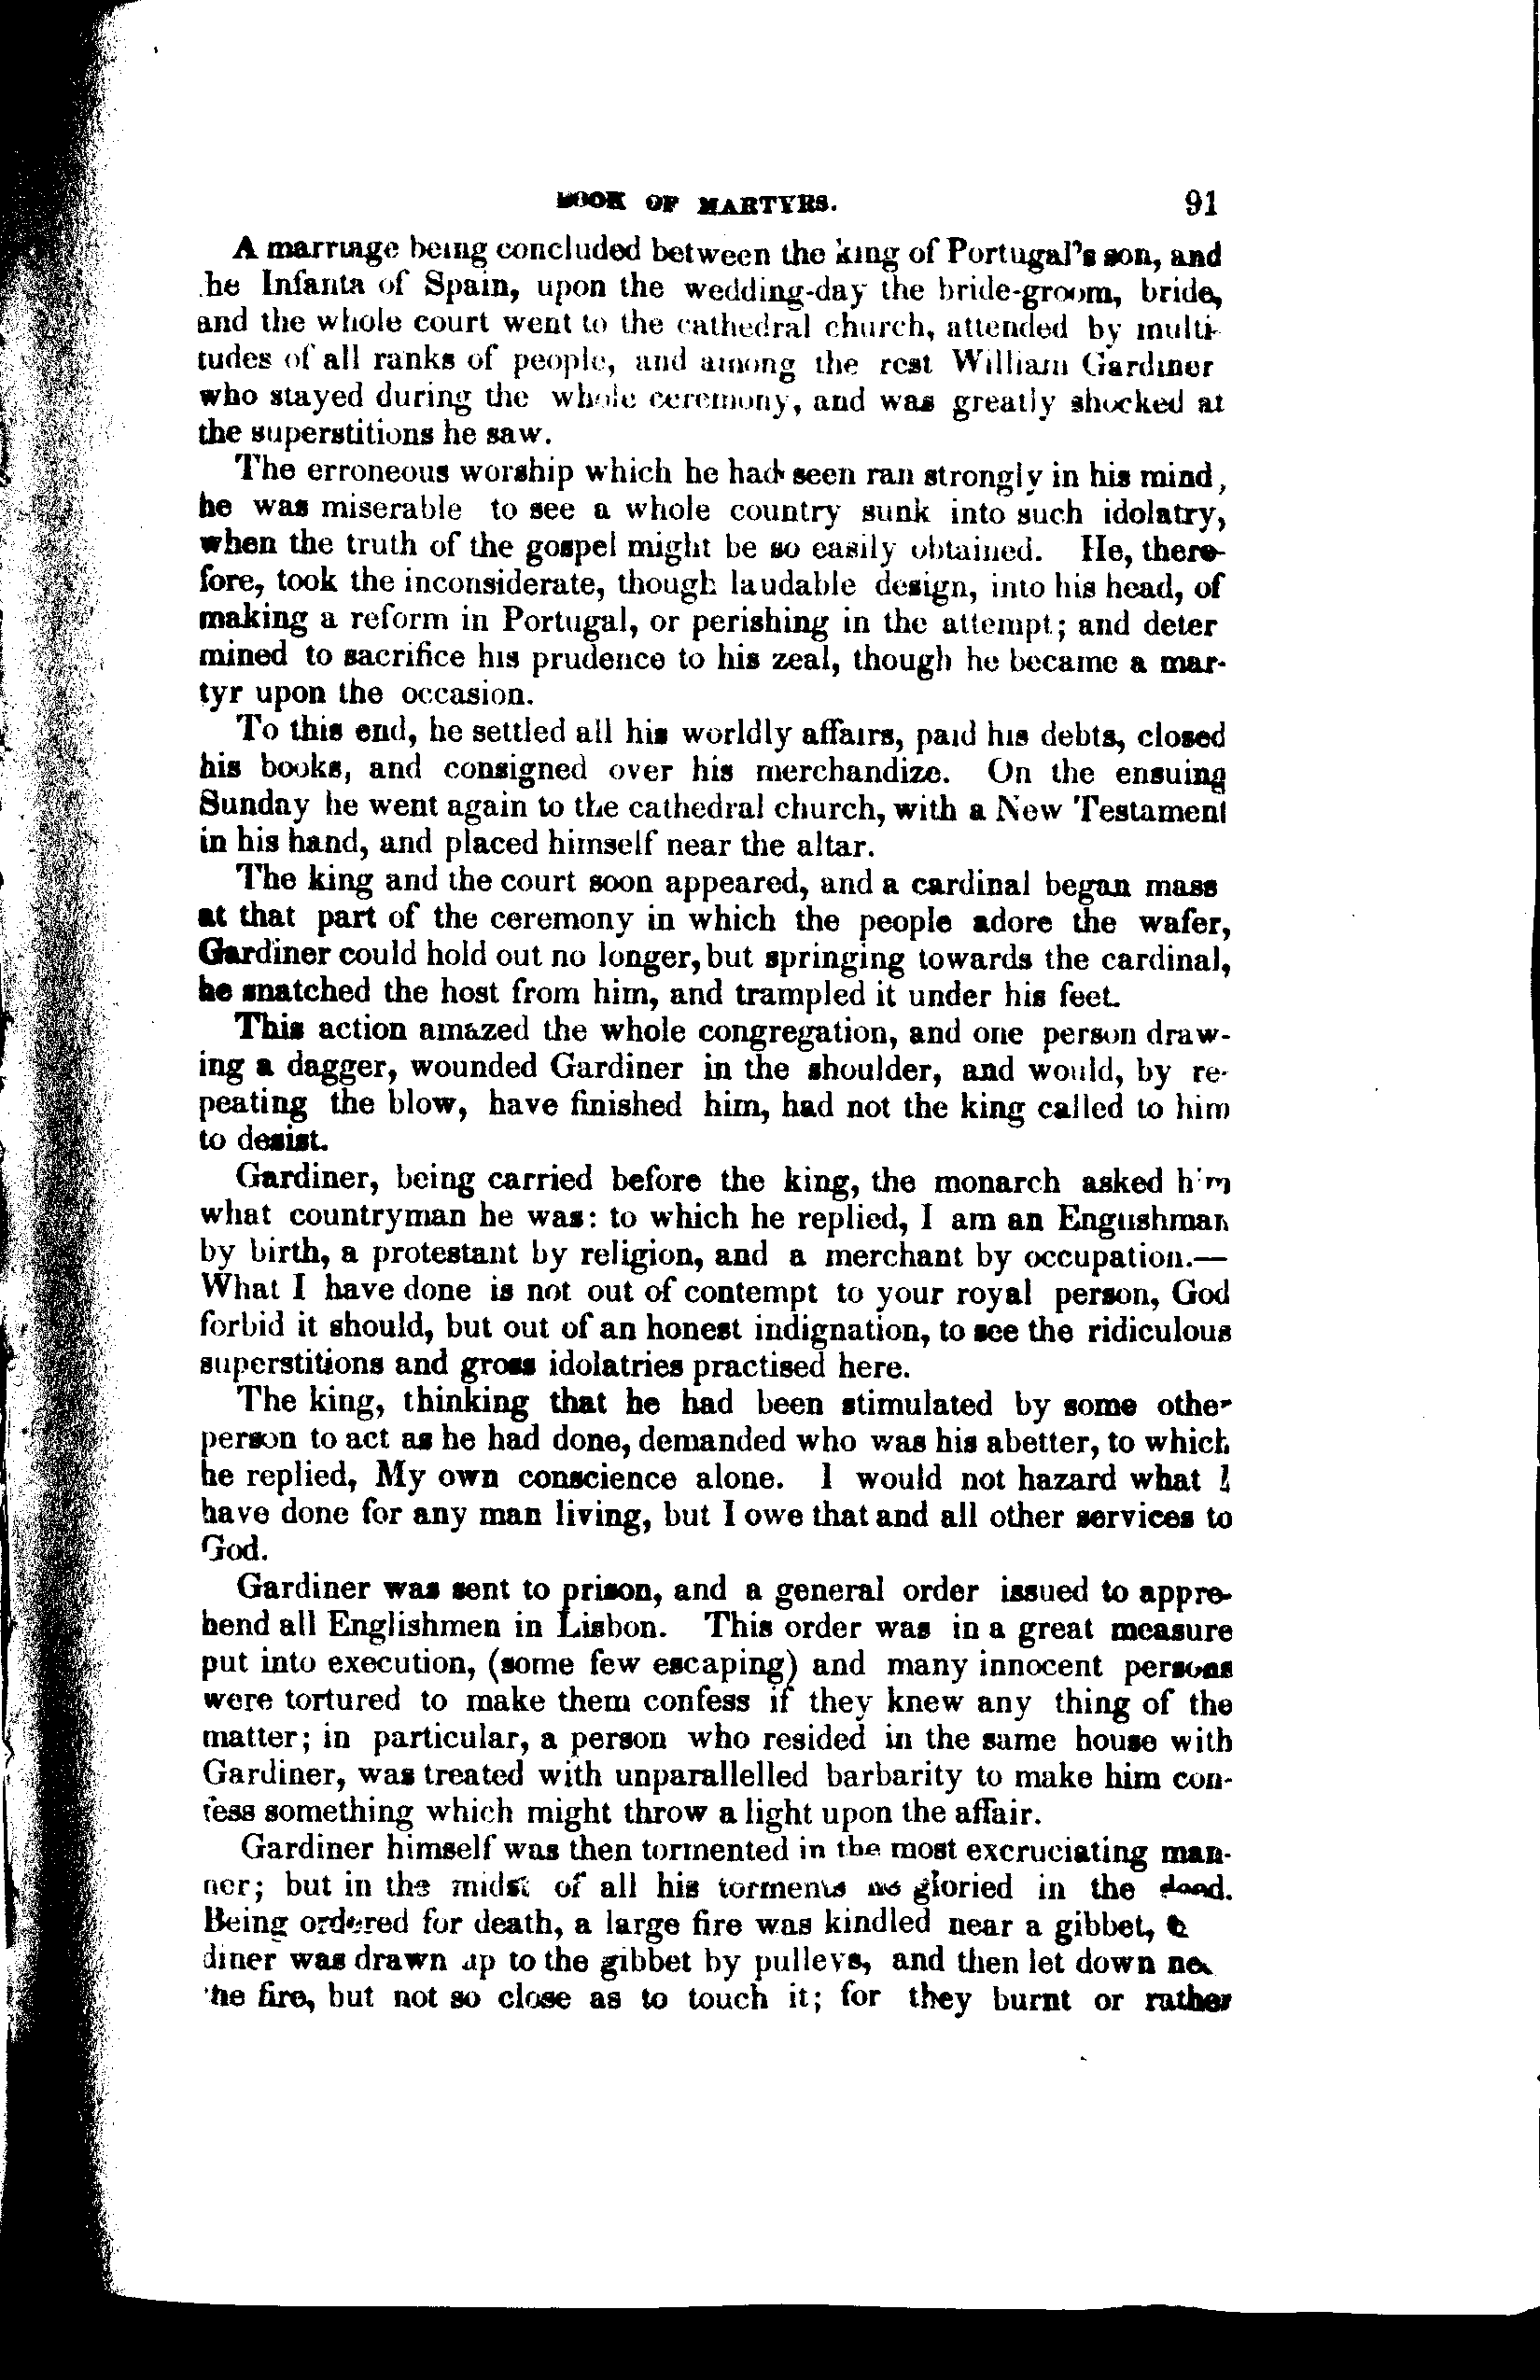 BOOK OF MARTYRS. 91
A marriage being concluded between the king of Portugal's son, and
he Infanta of Spain, upon the wedding-day the bride-groom, bride,
and the whole court went to the cathedral church, attended by multi-
tudes of all ranks of people, and among the rest William Gardiner
who stayed during the whole ceremony, and was greatly shocked at
the superstitions he saw.
The erroneous worship which he had seen ran strongly in his mind,
he was miserable to see a whole country sunk into such idolatry,
when the truth of the gospel might be so easily obtained. He, there-
fore, took the inconsiderate, though laudable design, into his head, of
making a reform in Portugal, or perishing in the attempt; and deter
mined to sacrifice his prudence to his zeal, though he became a mar-
tyr upon the occasion.
To this end, he settled all his worldly affairs, paid his debts, closed
his books, and consigned over his merchandize. On the ensuing
Sunday he went again to the cathedral church, with a New Testament
in his hand, and placed himself near the altar.
The king and the court soon appeared, and a cardinal began mass
at that part of the ceremony in which the people adore the wafer,
Gardiner could hold out no longer, but springing towards the cardinal,
he snatched the host from him, and trampled it under his feet.
This action amazed the whole congregation, and one person draw-
ing a dagger, wounded Gardiner in the shoulder, and would, by re-
peating the blow, have finished him, had not the king called to him
to desist.
Gardiner, being carried before the king, the monarch asked him
what countryman he was: to which he replied, I am an Englishman
by birth, a protestant by religion, and a merchant by occupation.—
What I have done is not out of contempt to your royal person, God
forbid it should, but out of an honest indignation, to see the ridiculous
superstitions and gross idolatries practised here.
The king, thinking that he had been stimulated by some other
person to act as he had done, demanded who was his abetter, to which
he replied, My own conscience alone. I would not hazard what I
have done for any man living, but I owe that and all other services to
God.
Gardiner was sent to prison, and a general order issued to appre-
hend all Englishmen in Lisbon. This order was in a great measure
put into execution, (some few escaping) and many innocent persons
were tortured to make them confess if they knew any thing of the
matter; in particular, a person who resided in the same house with
Gardiner, was treated with unparallelled barbarity to make him con-
fess something which might throw a light upon the affair.
Gardiner himself was then tormented in the most excruciating man-
ner; but in the midst of all his torments he gloried in the deed.
Being ordered for death, a large fire was kindled near a gibbet,
diner was drawn up to the gibbet by pulleys, and then let down
the fire, but not so close as to touch it; for they burnt or rather